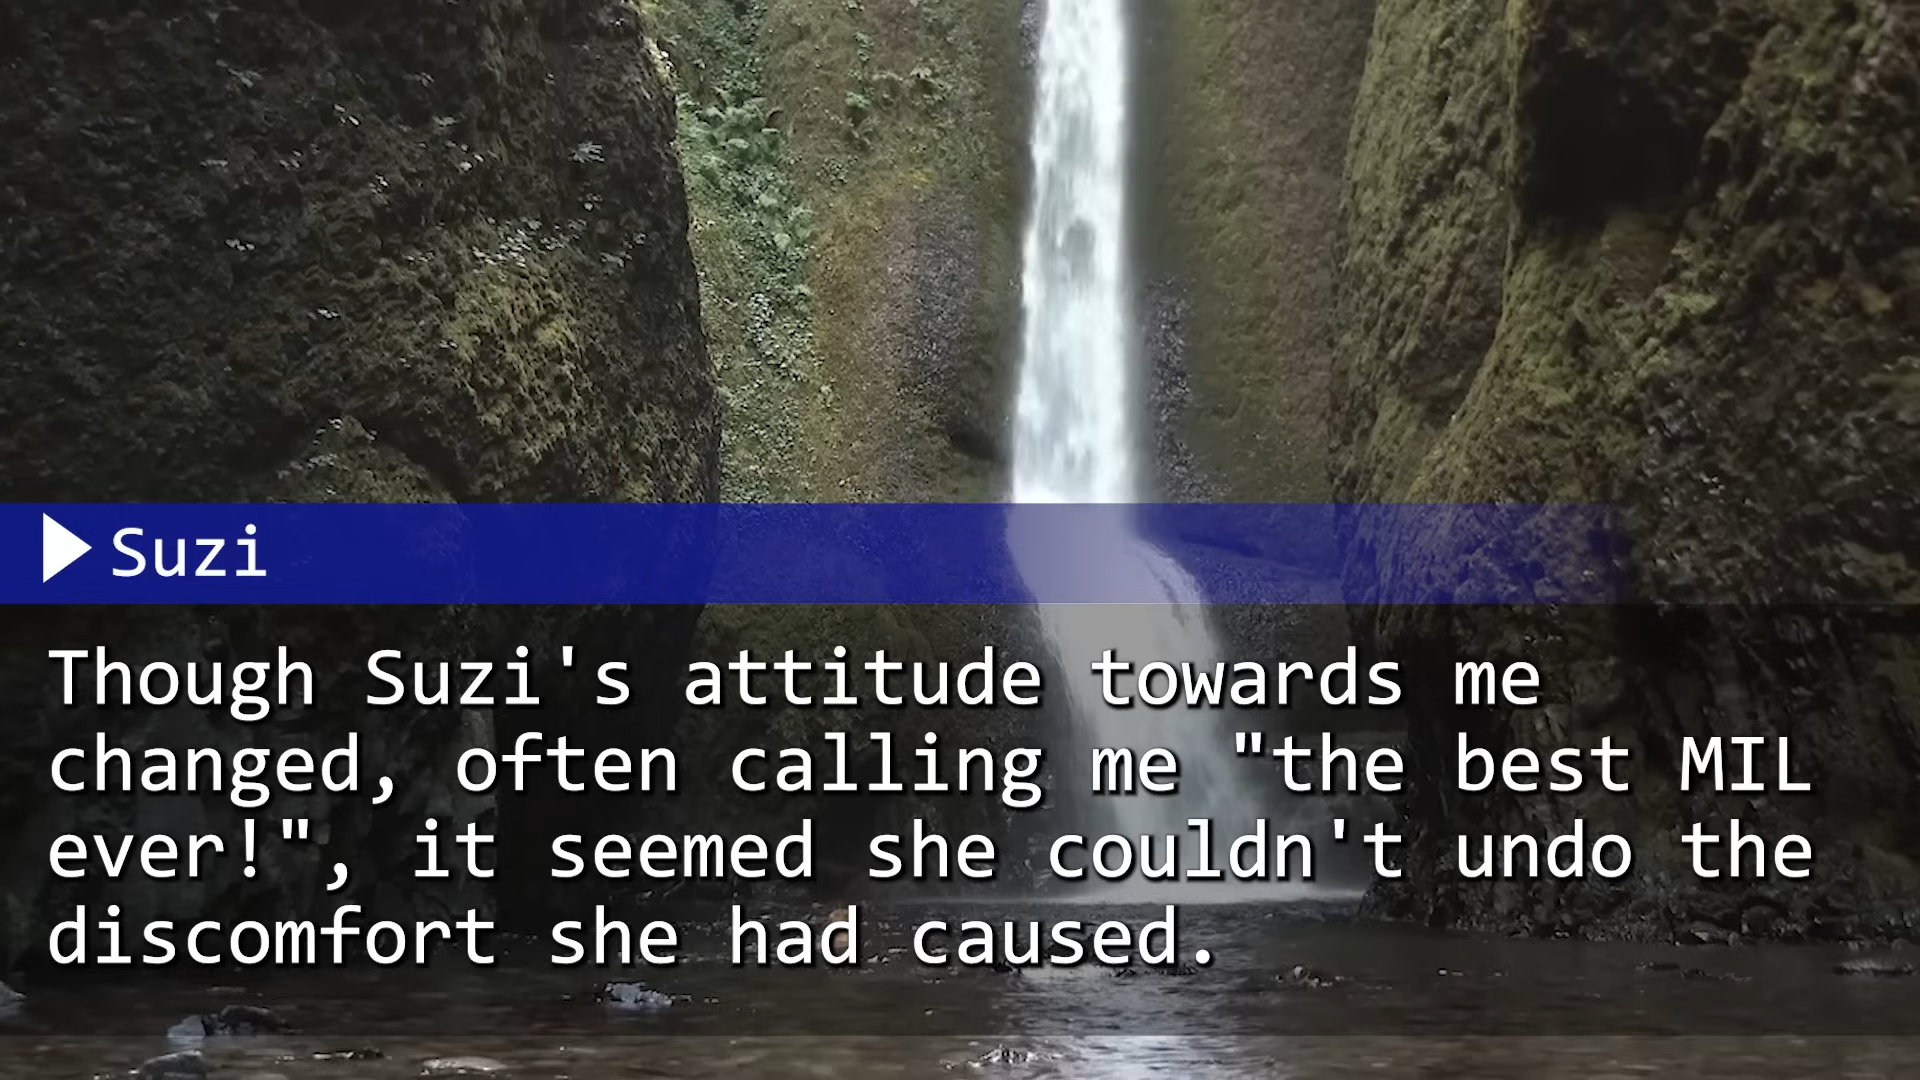 Suzi
Though Suzi's attitude towards me
changed, often calling me "the best MIL
ever!", it seemed she couldn't undo the
discomfort she had caused.